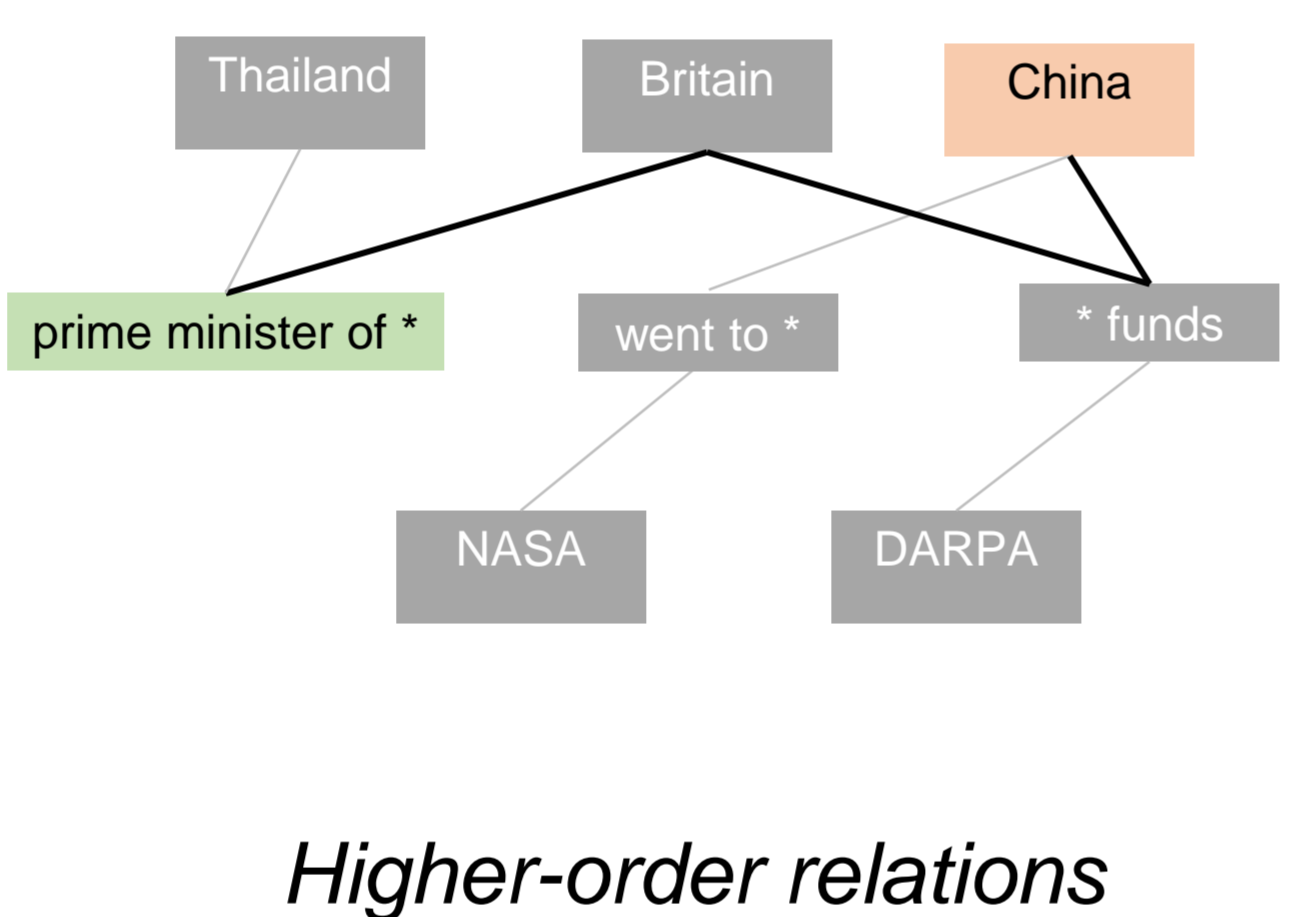 Thailand
Britain
China
prime minister of *
went to *
* funds
NASA
DARPA
Higher-order relations